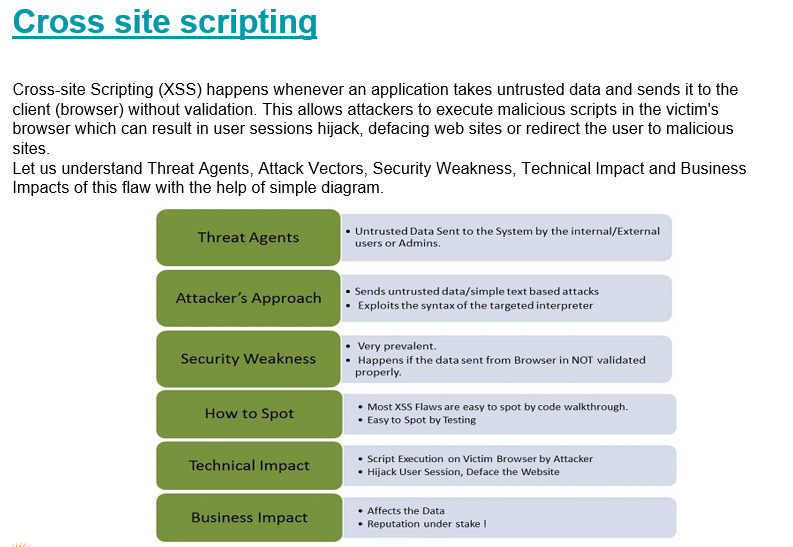 Cross site scripting
Cross-site Scripting (XSS) happens whenever an application takes untrusted data and sends it to the
client (browser) without validation. This allows attackers to execute malicious scripts in the victim's
browser which can result in user sessions hijack, defacing web sites or redirect the user to malicious
sites.
Let us understand Threat Agents, Attack Vectors, Security Weakness, Technical Impact and Business
Impacts of this flaw with the help of simple diagram.
Threat Agents
• Untrusted Data Sent to the System by the internal/External
users or Admins.
Attacker's Approach
• Sends untrusted data/simple text based attacks
• Exploits the syntax of the targeted interpreter
Security Weakness
• Very prevalent.
• Happens if the data sent from Browser in NOT validated
properly.
How to Spot
• Most XSS Flaws are easy to spot by code walkthrough.
• Easy to Spot by Testing
Technical Impact
• Script Execution on Victim Browser by Attacker
• Hijack User Session, Deface the Website
Business Impact
• Affects the Data
• Reputation under stake !